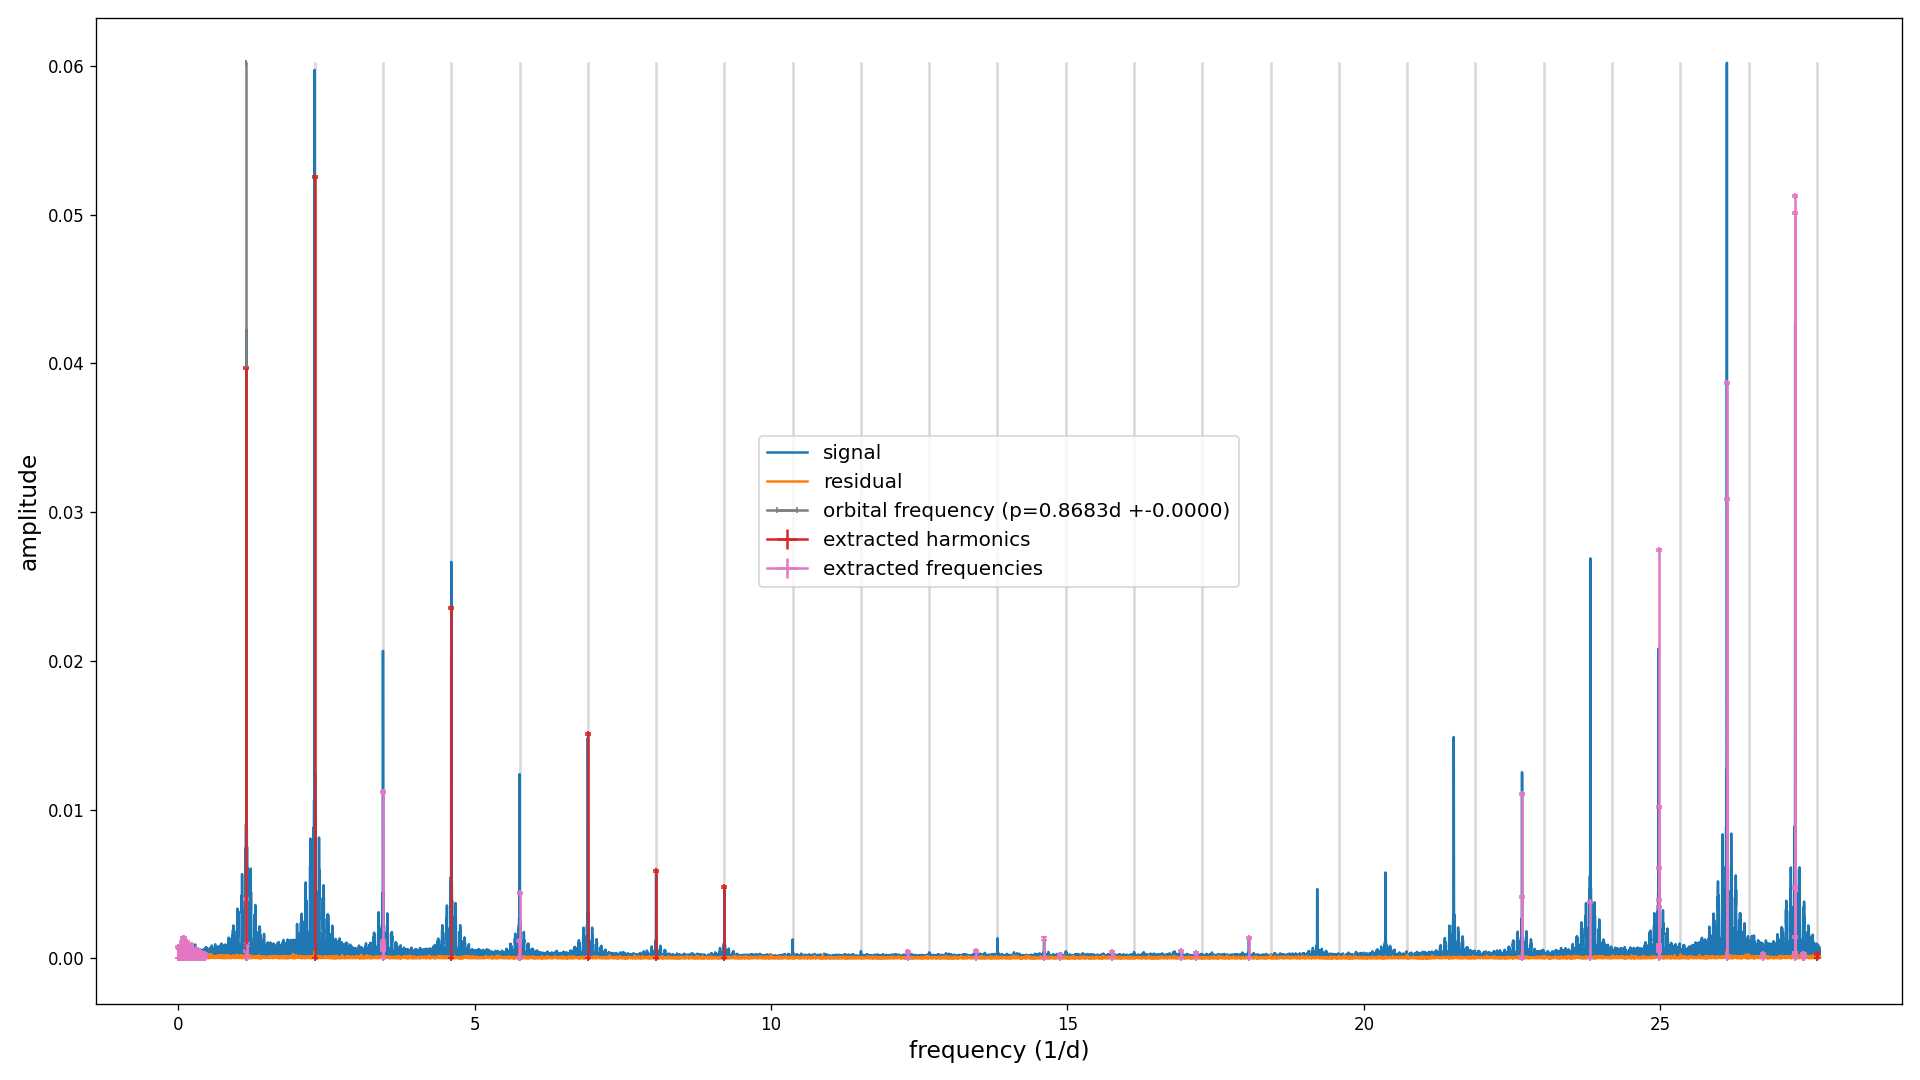 0.06
0.05
0.04
0.03
0.02
0.01
0.00
amplitude
signal
residual
orbital frequency (p=0.8683d +-0.0000)
extracted harmonics
extracted frequencies
0 5 10 15 20 25
frequency (1/d)